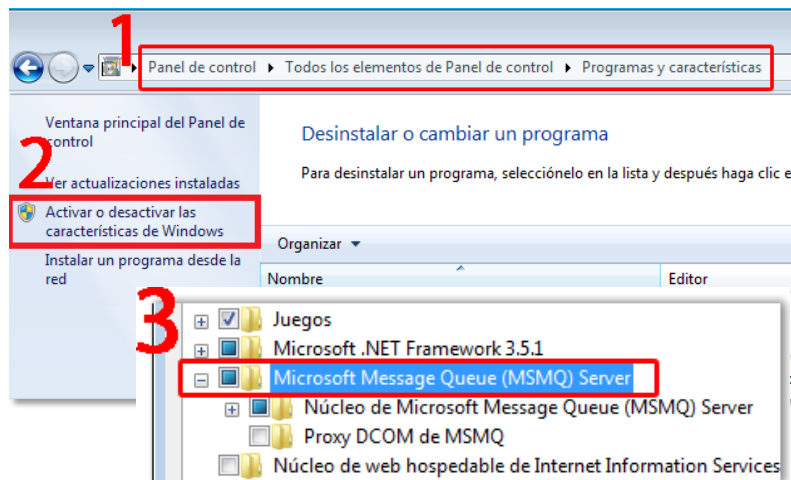 1
Panel de control ▸ Todos los elementos de Panel de control ▸ Programas y características
Ventana principal del Panel de
control
2
Ver actualizaciones instaladas
Activar o desactivar las
características de Windows
Instalar un programa desde la
red
Desinstalar o cambiar un programa
Para desinstalar un programa, selecciónelo en la lista y después haga clic e
Organizar
Nombre
Editor
3
Juegos
Microsoft .NET Framework 3.5.1
Microsoft Message Queue (MSMQ) Server
Núcleo de Microsoft Message Queue (MSMQ) Server
Proxy DCOM de MSMQ
Núcleo de web hospedable de Internet Information Services